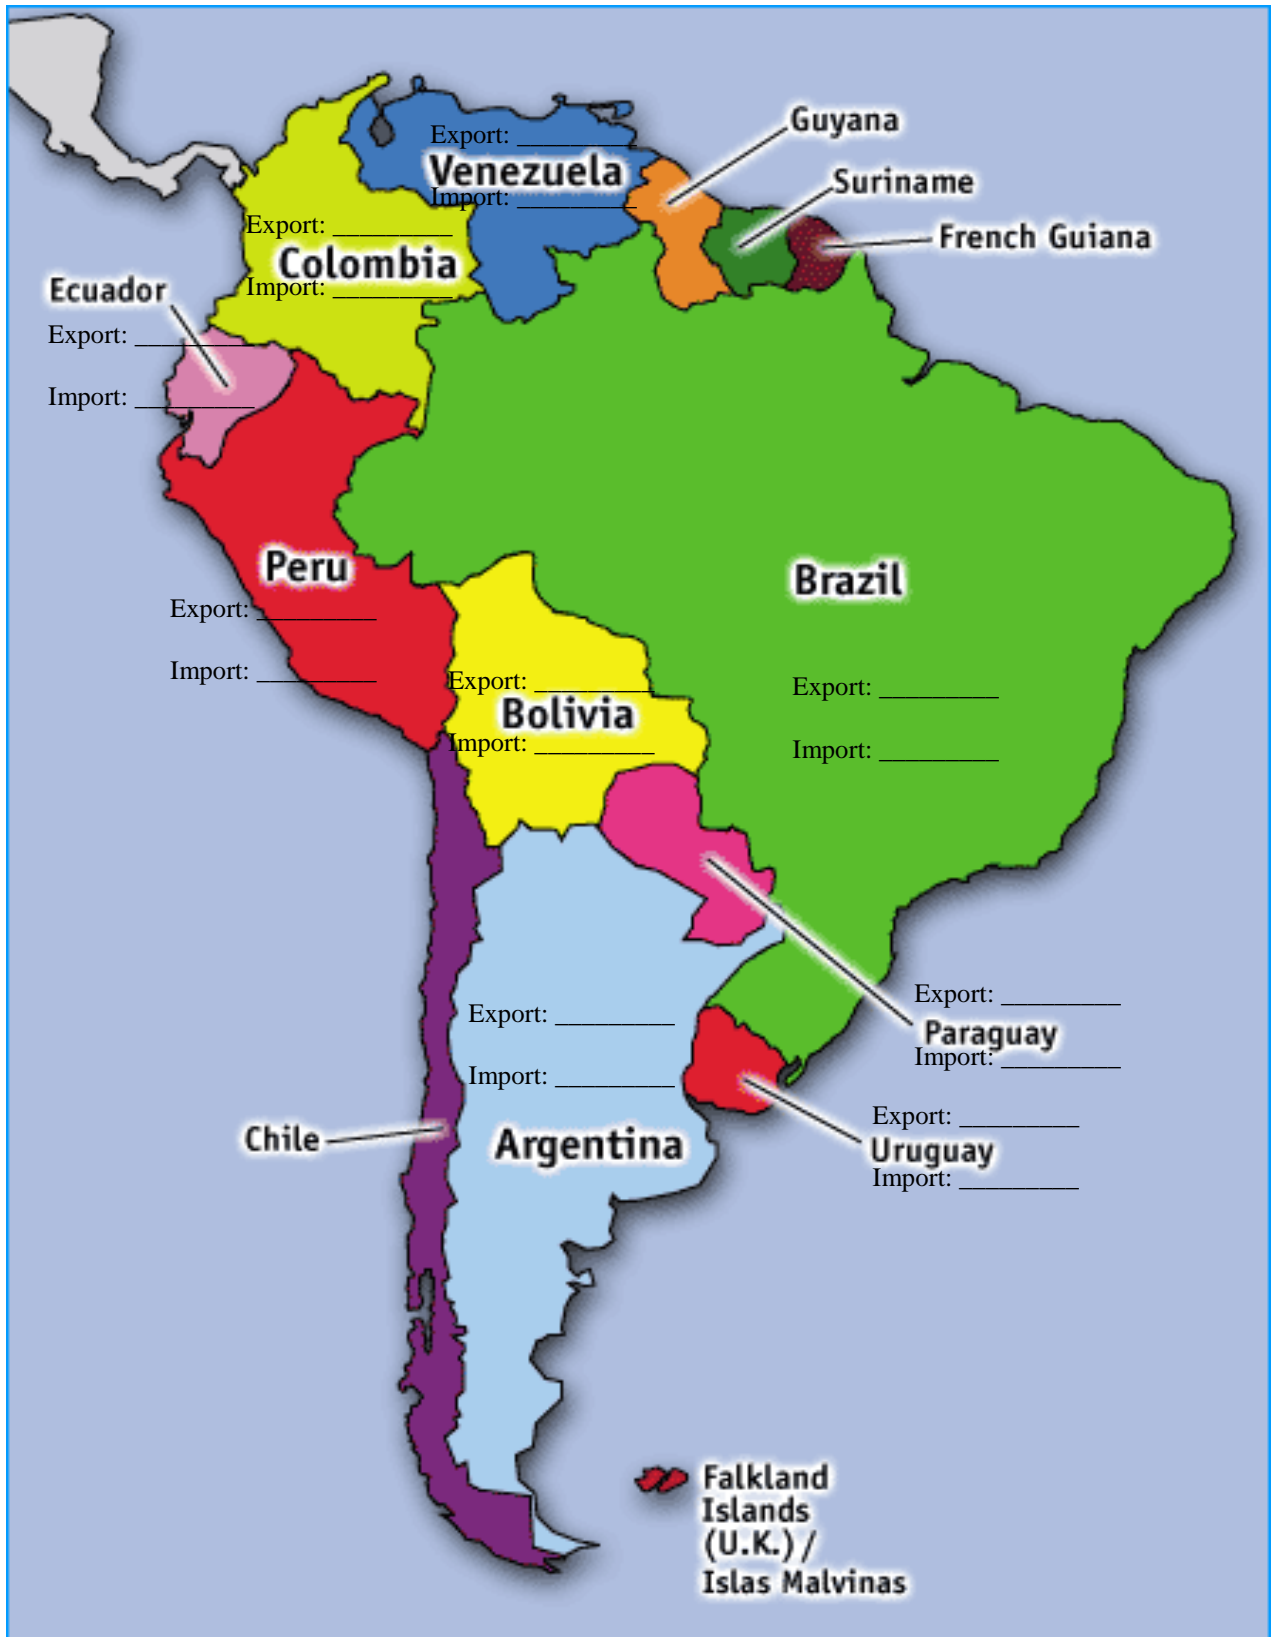 Guyana
Export: _________
Venezuela
Import: _________
Suriname
Export: _________
French Guiana
Colombia
Import: _________
Ecuador
Export: _________
Import: _________
Peru
Brazil
Export: _________
Import: _________
Export: _________
Bolivia
Import: _________
Export: _________
Import: _________
Export: _________
Import: _________
Argentina
Export: _________
Paraguay
Import: _________
Export: _________
Uruguay
Import: _________
Chile
Falkland
Islands
(U.K.) /
Islas Malvinas